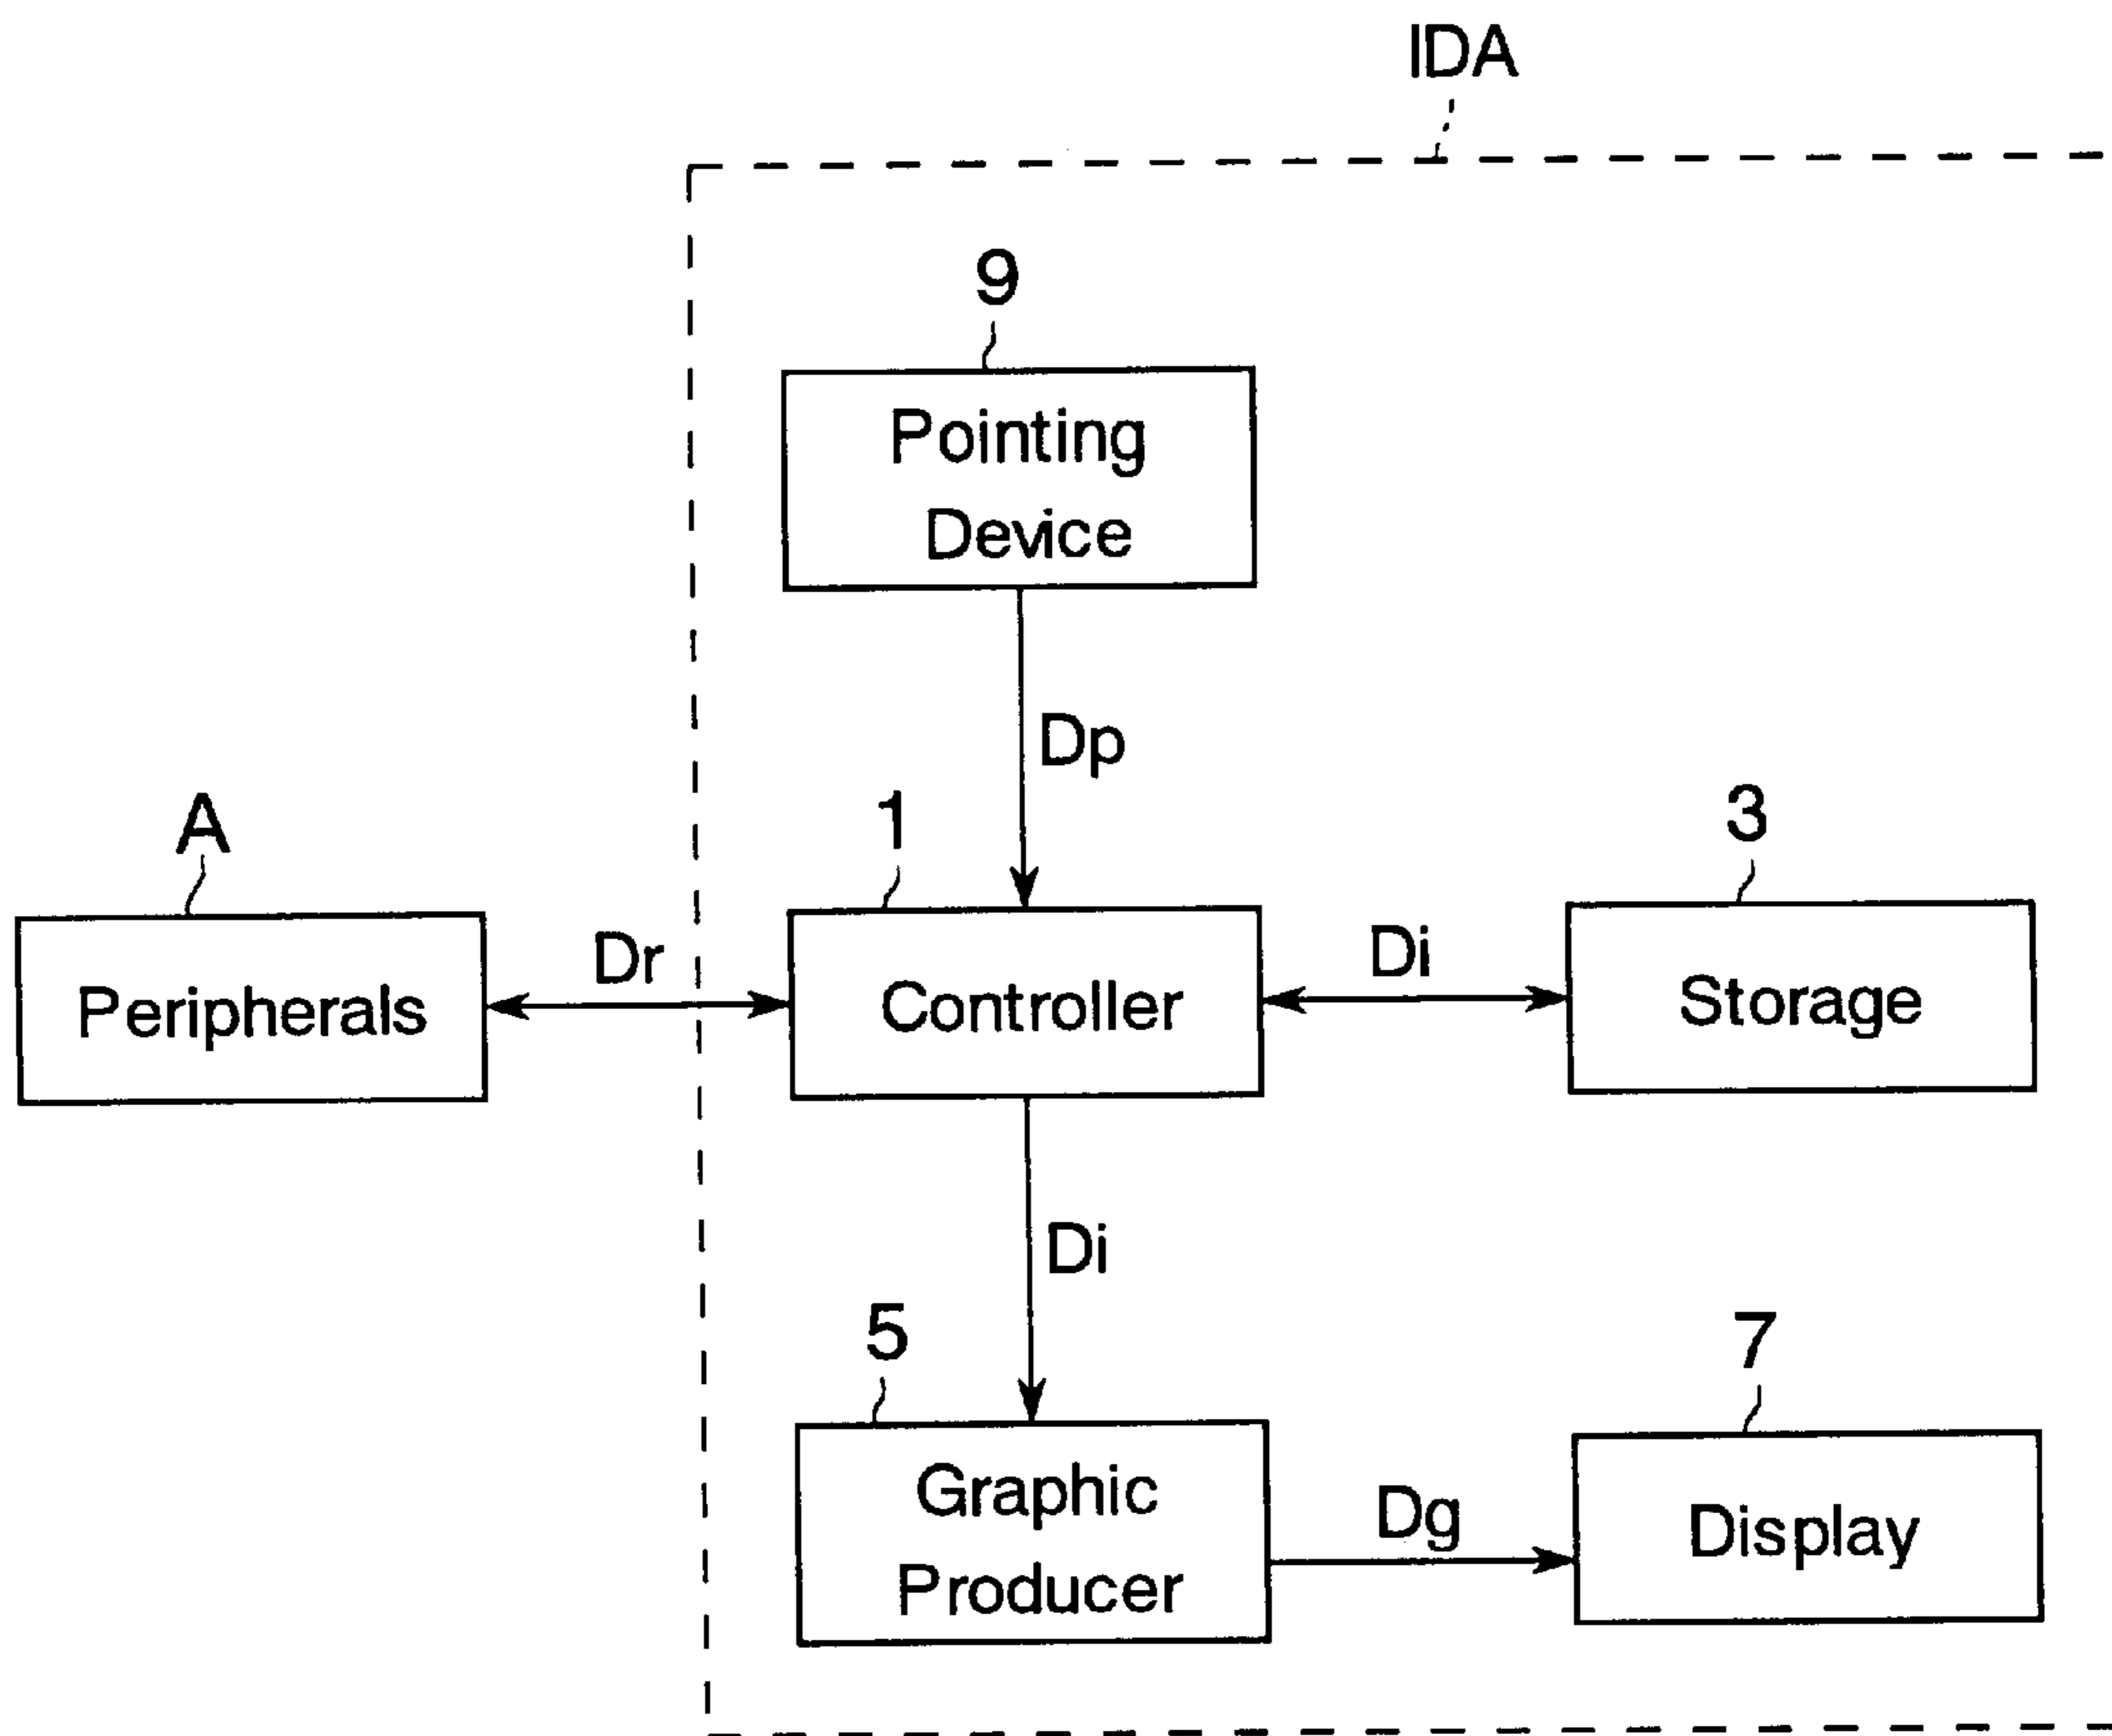 IDA
9
Pointing
Device
Dp
A
1
3
Peripherals
Dr
Controller
Di
Storage
Di
5
7
Graphic
Producer
Dg
Display